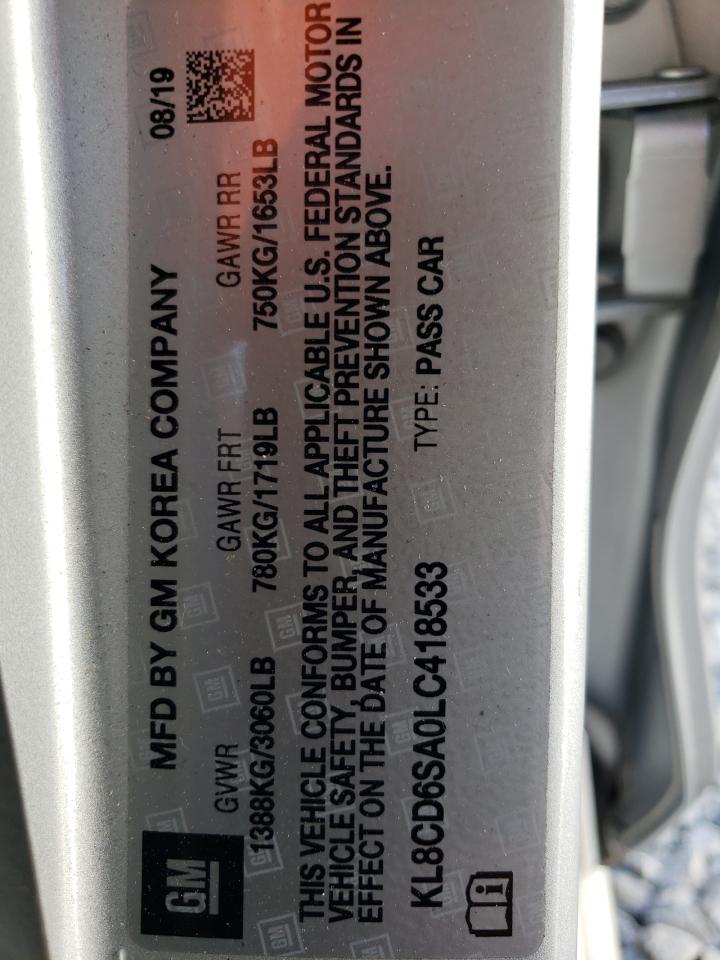 GM
MFD BY GM KOREA COMPANY 08/19
GVWR GAWR FRT GAWR RR
1388KG/3060LB 780KG/1719LB 750KG/1653LB
THIS VEHICLE CONFORMS TO ALL APPLICABLE U.S. FEDERAL MOTOR
VEHICLE SAFETY, BUMPER, AND THEFT PREVENTION STANDARDS IN
EFFECT ON THE DATE OF MANUFACTURE SHOWN ABOVE.
KL8CD6SA0LC418533 TYPE: PASS CAR